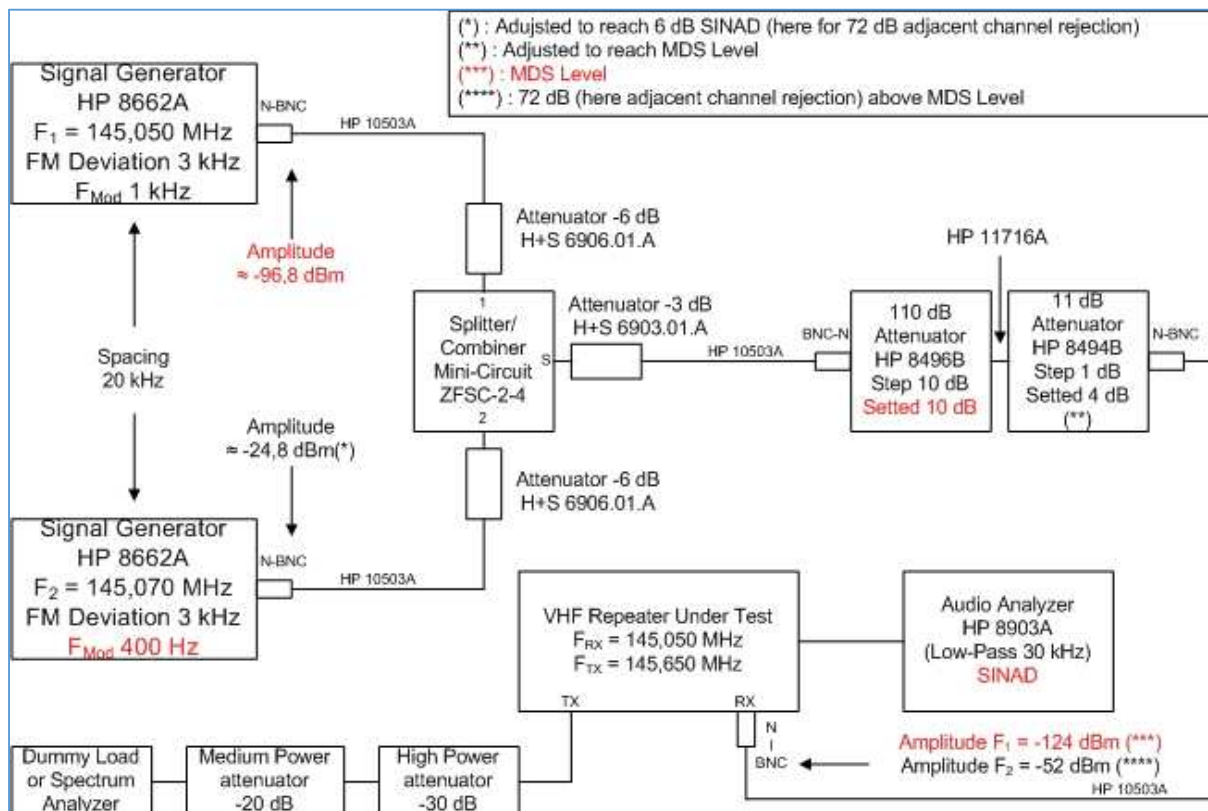 (*) : Adujsted to reach 6 dB SINAD (here for 72 dB adjacent channel rejection)
(**) : Adjusted to reach MDS Level
(***) : MDS Level
(****) : 72 dB (here adjacent channel rejection) above MDS Level
Signal Generator
HP 8662A
F1 = 145,050 MHz
FM Deviation 3 kHz
FMod 1 kHz
N-BNC
HP 10503A
Amplitude
≈ -96,8 dBm
Attenuator -6 dB
H+S 6906.01.A
Spacing
20 kHz
1
Splitter/
Combiner
Mini-Circuit
ZFSC-2-4
S
2
Attenuator -3 dB
H+S 6903.01.A
HP 10503A
BNC-N
110 dB
Attenuator
HP 8496B
Step 10 dB
Setted 10 dB
HP 11716A
11 dB
Attenuator
HP 8494B
Step 1 dB
Setted 4 dB
(**)
N-BNC
Amplitude
≈ -24,8 dBm(*)
Attenuator -6 dB
H+S 6906.01.A
Signal Generator
HP 8662A
F2 = 145,070 MHz
FM Deviation 3 kHz
FMod 400 Hz
N-BNC
HP 10503A
VHF Repeater Under Test
FRX = 145,050 MHz
FTX = 145,650 MHz
TX
RX
Audio Analyzer
HP 8903A
(Low-Pass 30 kHz)
SINAD
N
|
BNC
Amplitude F1 = -124 dBm (***)
Amplitude F2 = -52 dBm (****)
HP 10503A
Dummy Load
or Spectrum
Analyzer
Medium Power
attenuator
-20 dB
High Power
attenuator
-30 dB